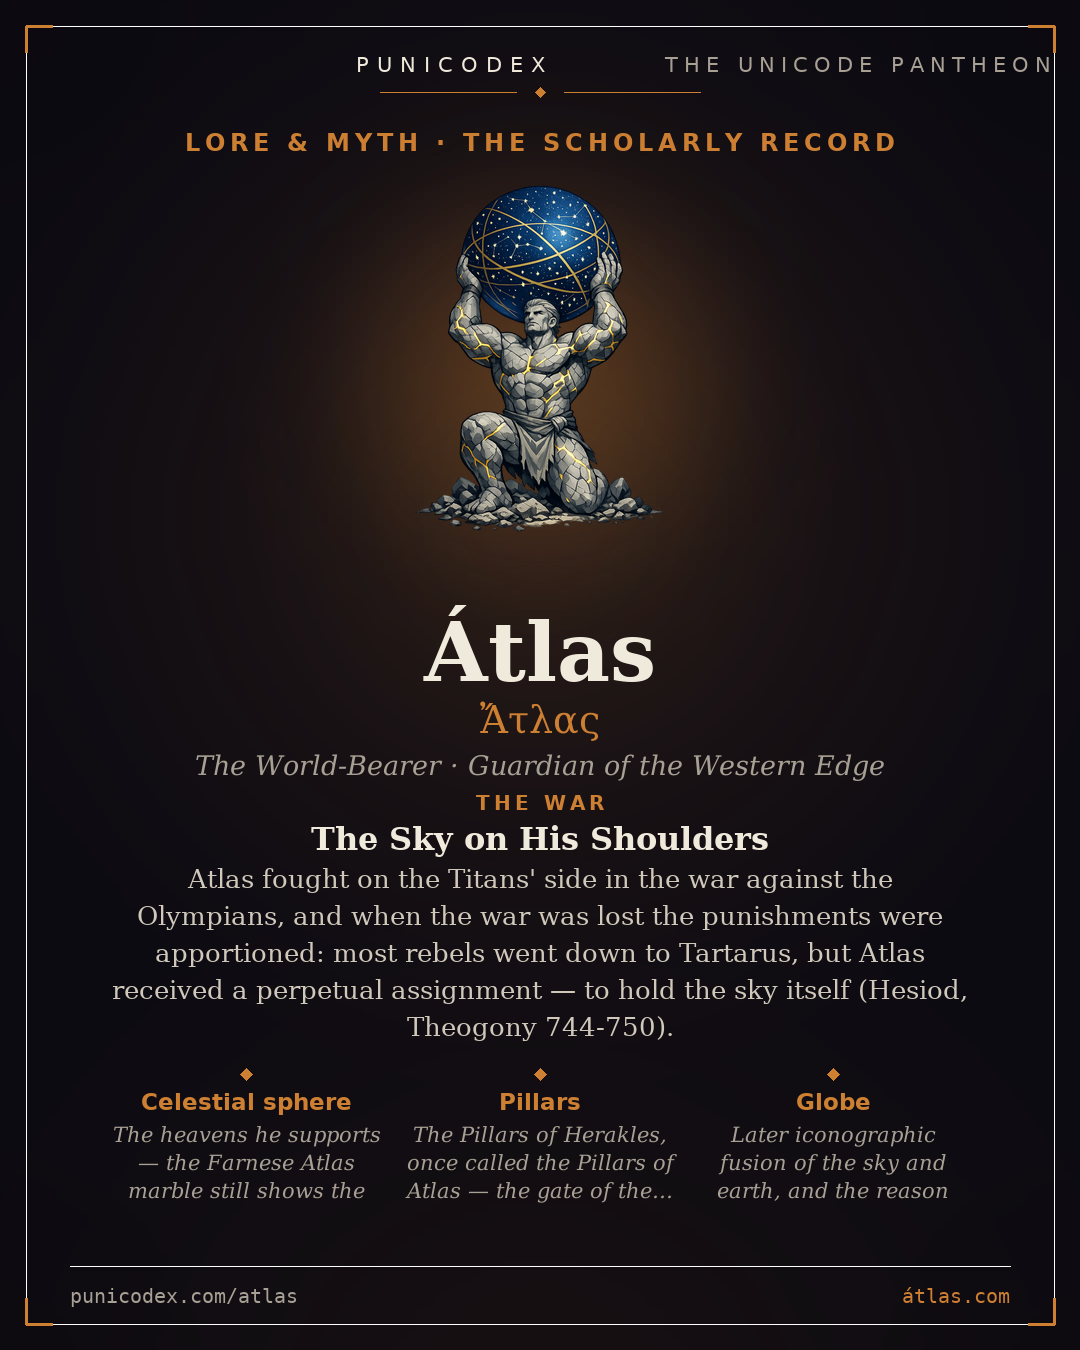 PUNICODEX THE UNICODE PANTHEON
LORE & MYTH · THE SCHOLARLY RECORD
Átlas
Ἄτλας
The World-Bearer · Guardian of the Western Edge
THE WAR
The Sky on His Shoulders
Atlas fought on the Titans' side in the war against the
Olympians, and when the war was lost the punishments were
apportioned: most rebels went down to Tartarus, but Atlas
received a perpetual assignment — to hold the sky itself (Hesiod,
Theogony 744-750).
Celestial sphere
The heavens he supports
— the Farnese Atlas
marble still shows the
Pillars
The Pillars of Herakles,
once called the Pillars of
Atlas — the gate of the…
Globe
Later iconographic
fusion of the sky and
earth, and the reason
punicodex.com/atlas
átlas.com